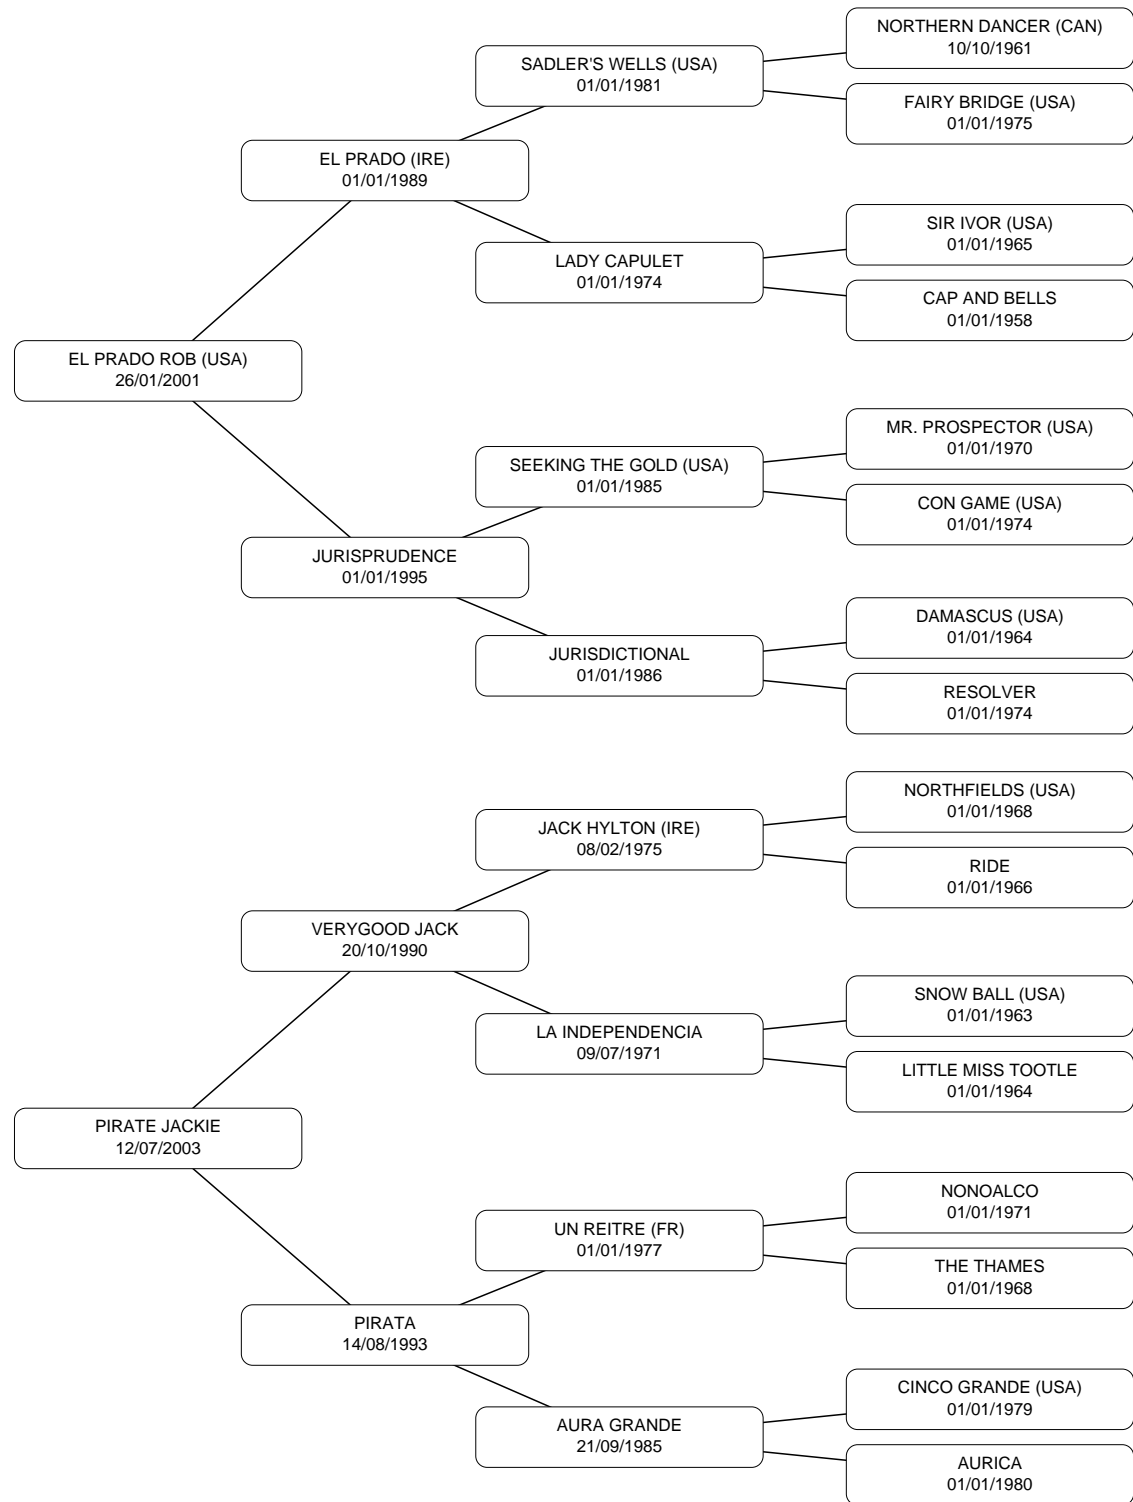 NORTHERN DANCER (CAN)
10/10/1961
SADLER'S WELLS (USA)
01/01/1981
FAIRY BRIDGE (USA)
01/01/1975
EL PRADO (IRE)
01/01/1989
SIR IVOR (USA)
01/01/1965
LADY CAPULET
01/01/1974
CAP AND BELLS
01/01/1958
EL PRADO ROB (USA)
26/01/2001
MR. PROSPECTOR (USA)
01/01/1970
SEEKING THE GOLD (USA)
01/01/1985
CON GAME (USA)
01/01/1974
JURISPRUDENCE
01/01/1995
DAMASCUS (USA)
01/01/1964
JURISDICTIONAL
01/01/1986
RESOLVER
01/01/1974
NORTHFIELDS (USA)
01/01/1968
JACK HYLTON (IRE)
08/02/1975
RIDE
01/01/1966
VERYGOOD JACK
20/10/1990
SNOW BALL (USA)
01/01/1963
LA INDEPENDENCIA
09/07/1971
LITTLE MISS TOOTLE
01/01/1964
PIRATE JACKIE
12/07/2003
NONOALCO
01/01/1971
UN REITRE (FR)
01/01/1977
THE THAMES
01/01/1968
PIRATA
14/08/1993
CINCO GRANDE (USA)
01/01/1979
AURA GRANDE
21/09/1985
AURICA
01/01/1980